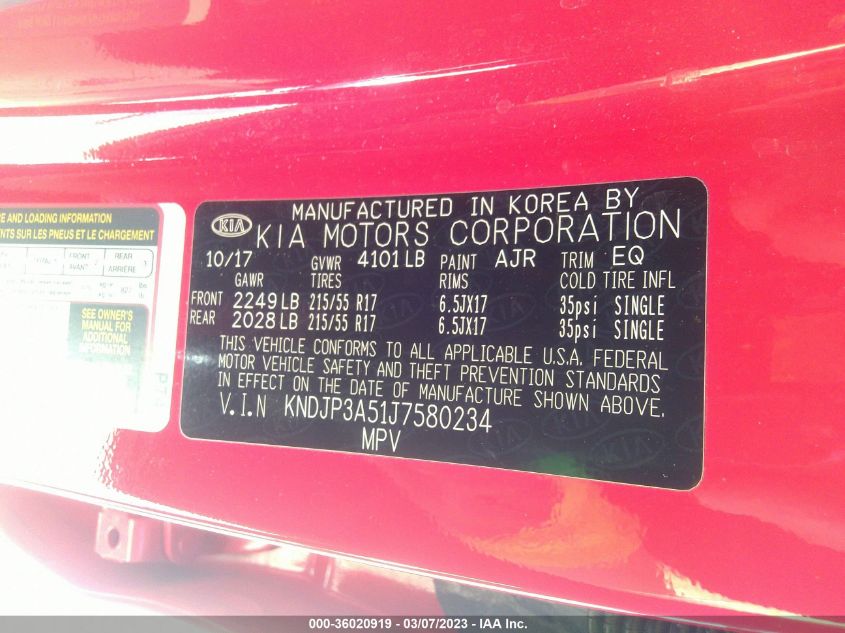 KIA
MANUFACTURED IN KOREA BY
KIA MOTORS CORPORATION
10/17 GVWR 4101 LB PAINT AJR TRIM EQ
GAWR TIRES RIMS COLD TIRE INFL
FRONT 2249 LB 215/55 R17 6.5JX17 35psi SINGLE
REAR 2028 LB 215/55 R17 6.5JX17 35psi SINGLE
THIS VEHICLE CONFORMS TO ALL APPLICABLE U.S.A. FEDERAL
MOTOR VEHICLE SAFETY AND THEFT PREVENTION STANDARDS
IN EFFECT ON THE DATE OF MANUFACTURE SHOWN ABOVE.
V.I.N KNDJP3A51J7580234
MPV
AND LOADING INFORMATION
SUR LES PNEUS ET LE CHARGEMENT
FRONT REAR
AVANT ARRIÈRE
SEE OWNER'S
MANUAL FOR
ADDITIONAL
INFORMATION
000-36020919 - 03/07/2023 - IAA Inc.